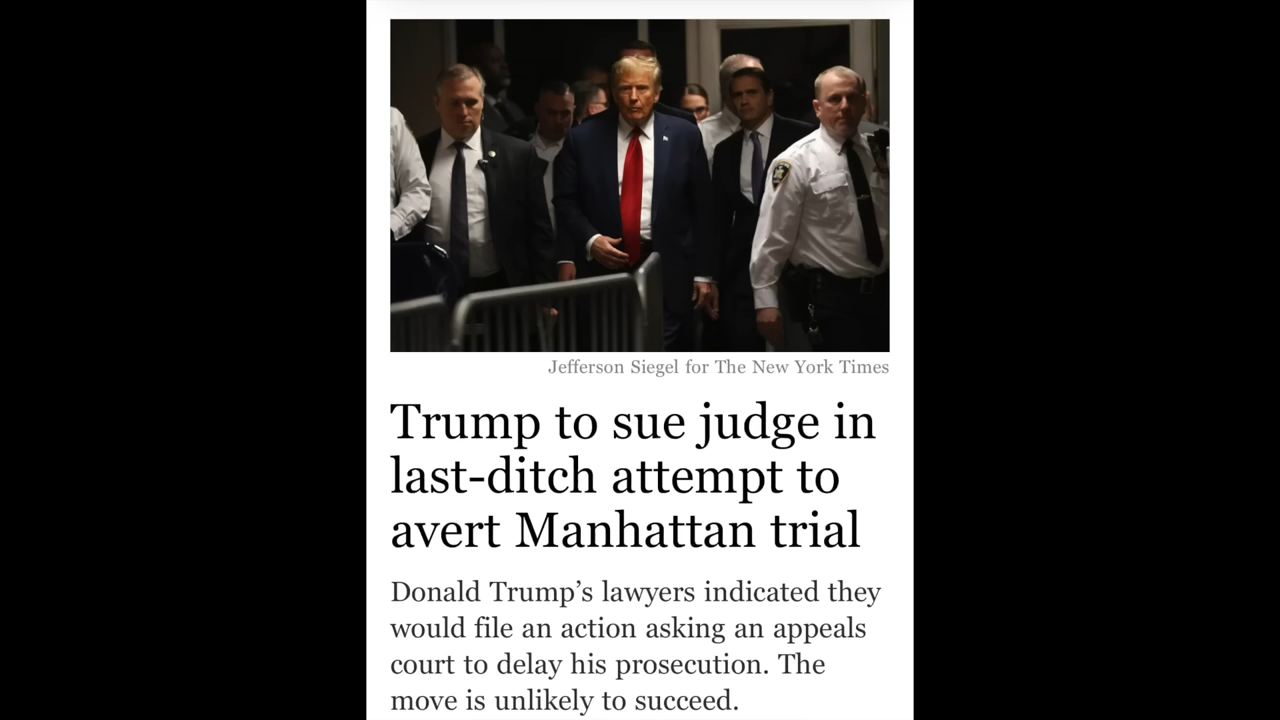 Jefferson Siegel for The New York Times
Trump to sue judge in
last-ditch attempt to
avert Manhattan trial
Donald Trump’s lawyers indicated they
would file an action asking an appeals
court to delay his prosecution. The
move is unlikely to succeed.